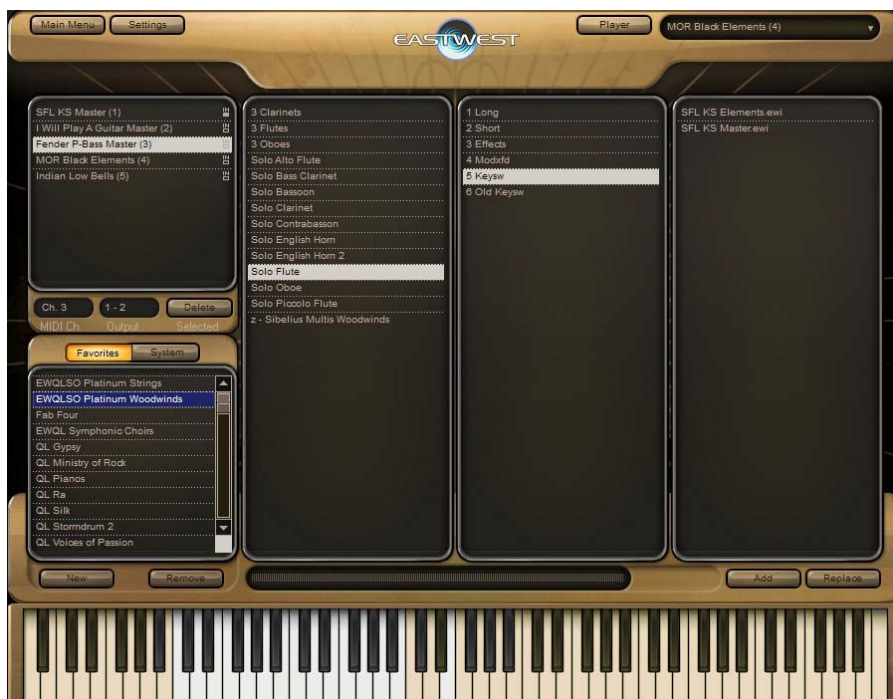 Main Menu
Settings
EASTWEST
Player
MOR Black Elements (4)
SFL KS Master (1)
I Will Play A Guitar Master (2)
Fender P-Bass Master (3)
MOR Black Elements (4)
Indian Low Bells (5)
Ch. 3
1 - 2
Delete
MIDI Ch.
Output
Selected
Favorites
System
EWQLSO Platinum Strings
EWQLSO Platinum Woodwinds
Fab Four
EWQL Symphonic Choirs
QL Gypsy
QL Ministry of Rock
QL Pianos
QL Ra
QL Silk
QL Stormdrum 2
QL Voices of Passion
New
Remove
3 Clarinets
3 Flutes
3 Oboes
Solo Alto Flute
Solo Bass Clarinet
Solo Bassoon
Solo Clarinet
Solo Contrabasson
Solo English Horn
Solo English Horn 2
Solo Flute
Solo Oboe
Solo Piccolo Flute
z - Sibelius Multis Woodwinds
1 Long
2 Short
3 Effects
4 Modxfd
5 Keysw
6 Old Keysw
SFL KS Elements.ewi
SFL KS Master.ewi
Add
Replace